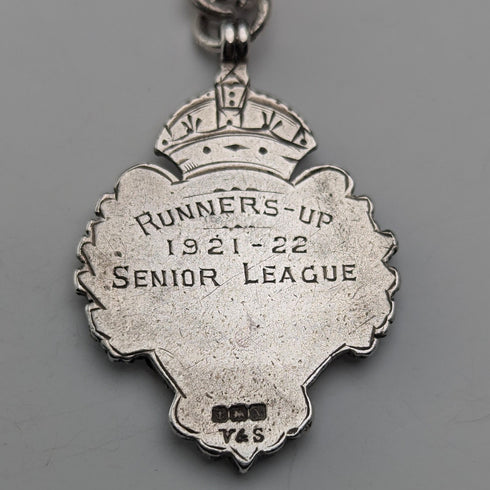 RUNNERS-UP
1921-22
SENIOR LEAGUE
V&S